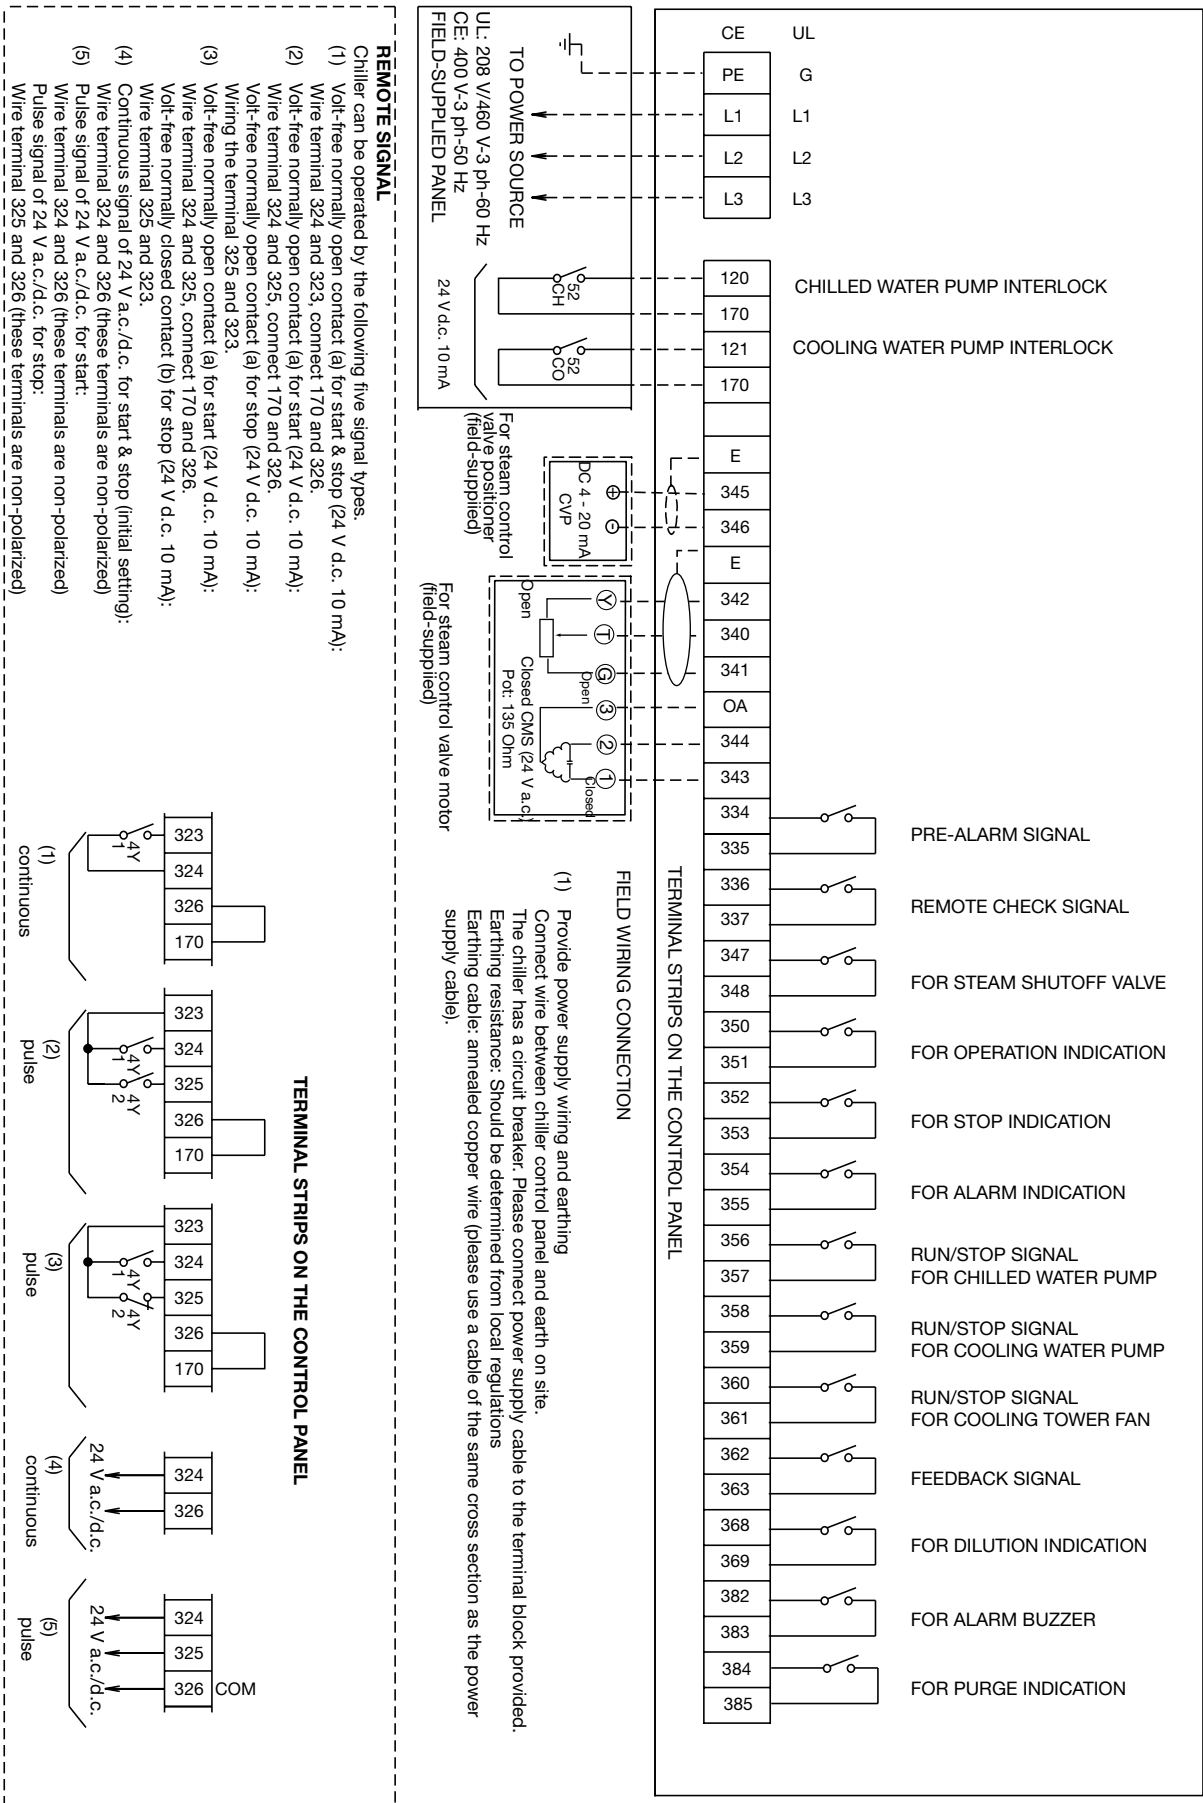 CE UL
PE G
L1 L1
L2 L2
L3 L3
120
CHILLED WATER PUMP INTERLOCK
170
121
COOLING WATER PUMP INTERLOCK
170
E
345
346
E
342
340
341
OA
344
343
334
335
PRE-ALARM SIGNAL
336
337
REMOTE CHECK SIGNAL
347
348
FOR STEAM SHUTOFF VALVE
350
351
FOR OPERATION INDICATION
352
353
FOR STOP INDICATION
354
355
FOR ALARM INDICATION
356
357
RUN/STOP SIGNAL
FOR CHILLED WATER PUMP
358
359
RUN/STOP SIGNAL
FOR COOLING WATER PUMP
360
361
RUN/STOP SIGNAL
FOR COOLING TOWER FAN
362
363
FEEDBACK SIGNAL
368
369
FOR DILUTION INDICATION
382
383
FOR ALARM BUZZER
384
385
FOR PURGE INDICATION
TERMINAL STRIPS ON THE CONTROL PANEL
FIELD WIRING CONNECTION
(1) Provide power supply wiring and earthing
Connect wire between chiller control panel and earth on site.
The chiller has a circuit breaker. Please connect power supply cable to the terminal block provided.
Earthing resistance: Should be determined from local regulations
Earthing cable: annealed copper wire (please use a cable of the same cross section as the power
supply cable).
TO POWER SOURCE
UL: 208 V/460 V-3 ph-60 Hz
CE: 400 V-3 ph-50 Hz
FIELD-SUPPLIED PANEL
52
CH
52
CO
24 V d.c. 10 mA
For steam control
valve positioner
(field-suppiied)
DC 4 - 20 mA
CVP
Y T G 3 2 1
Open
Open
Closed
Closed CMS (24 V a.c.)
Pot: 135 Ohm
For steam control valve motor
(field-suppiied)
REMOTE SIGNAL
Chiller can be operated by the following five signal types.
(1) Volt-free normally open contact (a) for start & stop (24 V d.c. 10 mA):
Wire terminal 324 and 323, connect 170 and 326.
(2) Volt-free normally open contact (a) for start (24 V d.c. 10 mA):
Wire terminal 324 and 325, connect 170 and 326.
Volt-free normally open contact (a) for stop (24 V d.c. 10 mA):
Wiring the terminal 325 and 323.
(3) Volt-free normally open contact (a) for start (24 V d.c. 10 mA):
Wire terminal 324 and 325, connect 170 and 326.
Volt-free normally closed contact (b) for stop (24 V d.c. 10 mA):
Wire terminal 325 and 323.
(4) Continuous signal of 24 V a.c./d.c. for start & stop (initial setting):
Wire terminal 324 and 326 (these terminals are non-polarized)
(5) Pulse signal of 24 V a.c./d.c. for start:
Wire terminal 324 and 326 (these terminals are non-polarized)
Pulse signal of 24 V a.c./d.c. for stop:
Wire terminal 325 and 326 (these terminals are non-polarized)
TERMINAL STRIPS ON THE CONTROL PANEL
323
324
326
170
4Y
1
(1)
continuous
323
324
325
326
170
4Y
1
4Y
2
(2)
pulse
323
324
325
326
170
4Y
1
4Y
2
(3)
pulse
324
326
24 V a.c./d.c.
(4)
continuous
324
325
326 COM
24 V a.c./d.c.
(5)
pulse